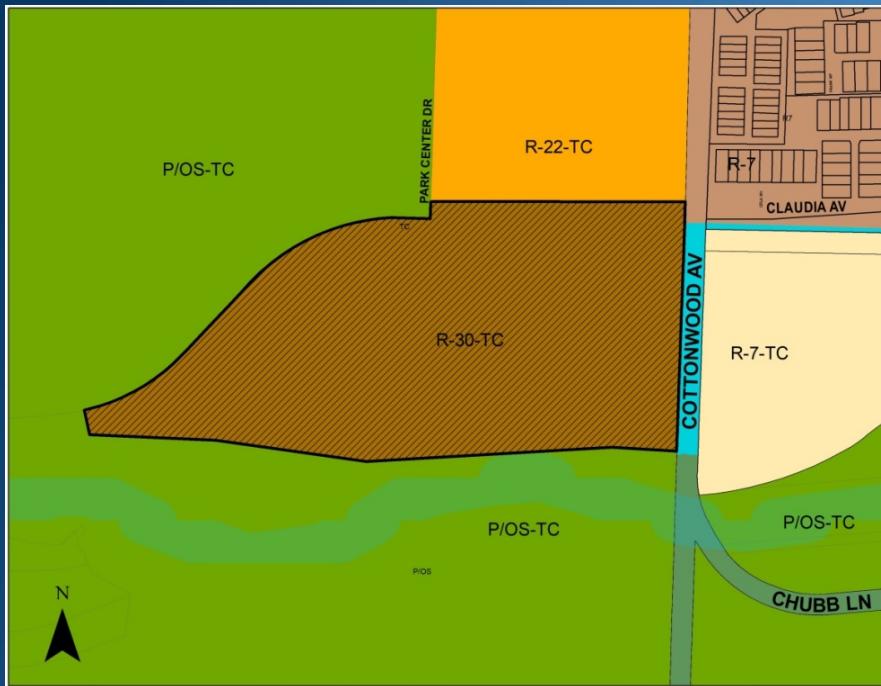 P/OS-TC
PARK CENTER DR
R-22-TC
R7
R-7
CLAUDIA AV
TC
R-30-TC
COTTONWOOD AV
R-7-TC
P/OS-TC
P/OS-TC
P/OS
CHUBB LN
N